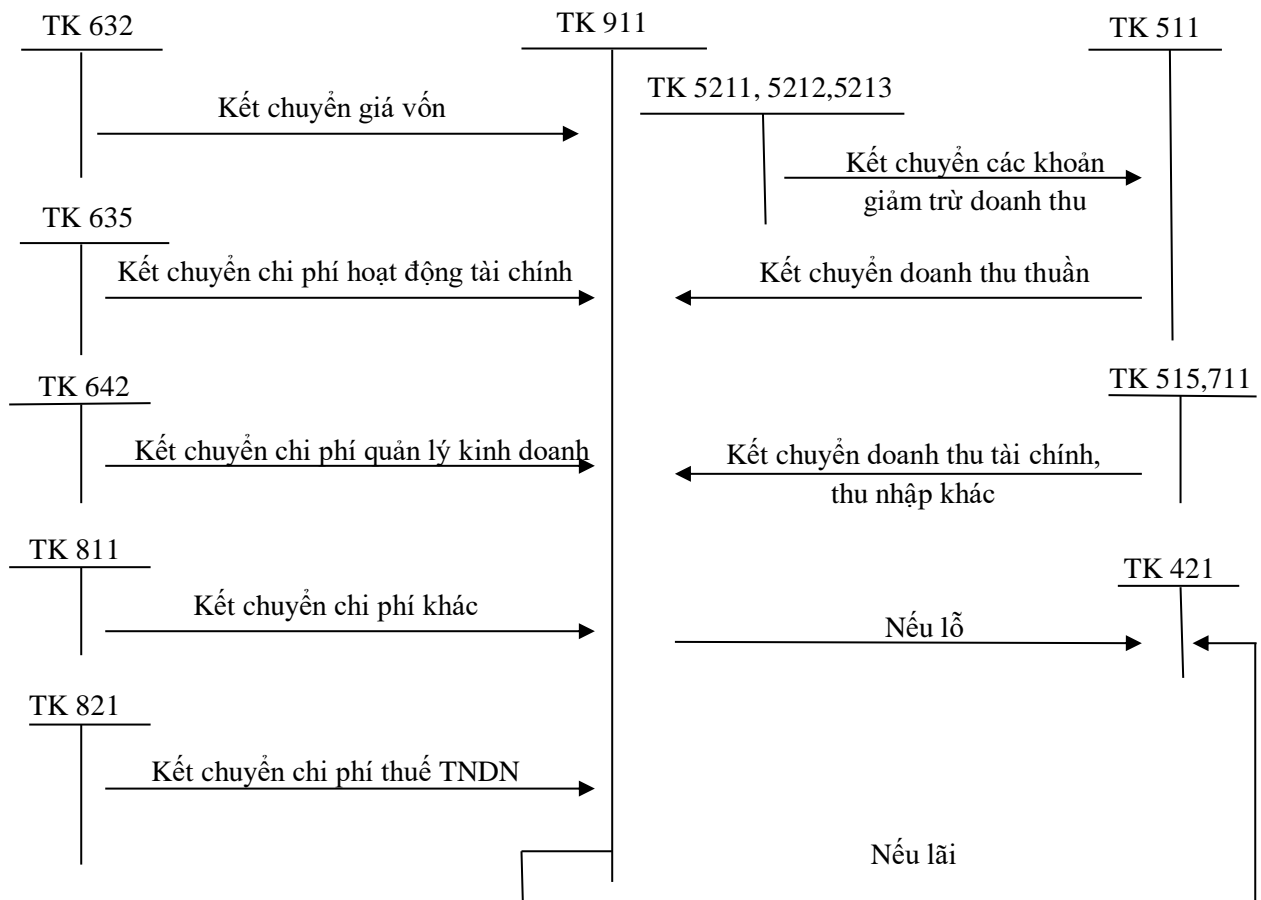 TK 632
TK 911
TK 511
TK 5211, 5212,5213
Kết chuyển giá vốn
Kết chuyển các khoản
giảm trừ doanh thu
TK 635
Kết chuyển chi phí hoạt động tài chính
Kết chuyển doanh thu thuần
TK 642
TK 515,711
Kết chuyển chi phí quản lý kinh doanh
Kết chuyển doanh thu tài chính,
thu nhập khác
TK 811
TK 421
Kết chuyển chi phí khác
Nếu lỗ
TK 821
Kết chuyển chi phí thuế TNDN
Nếu lãi